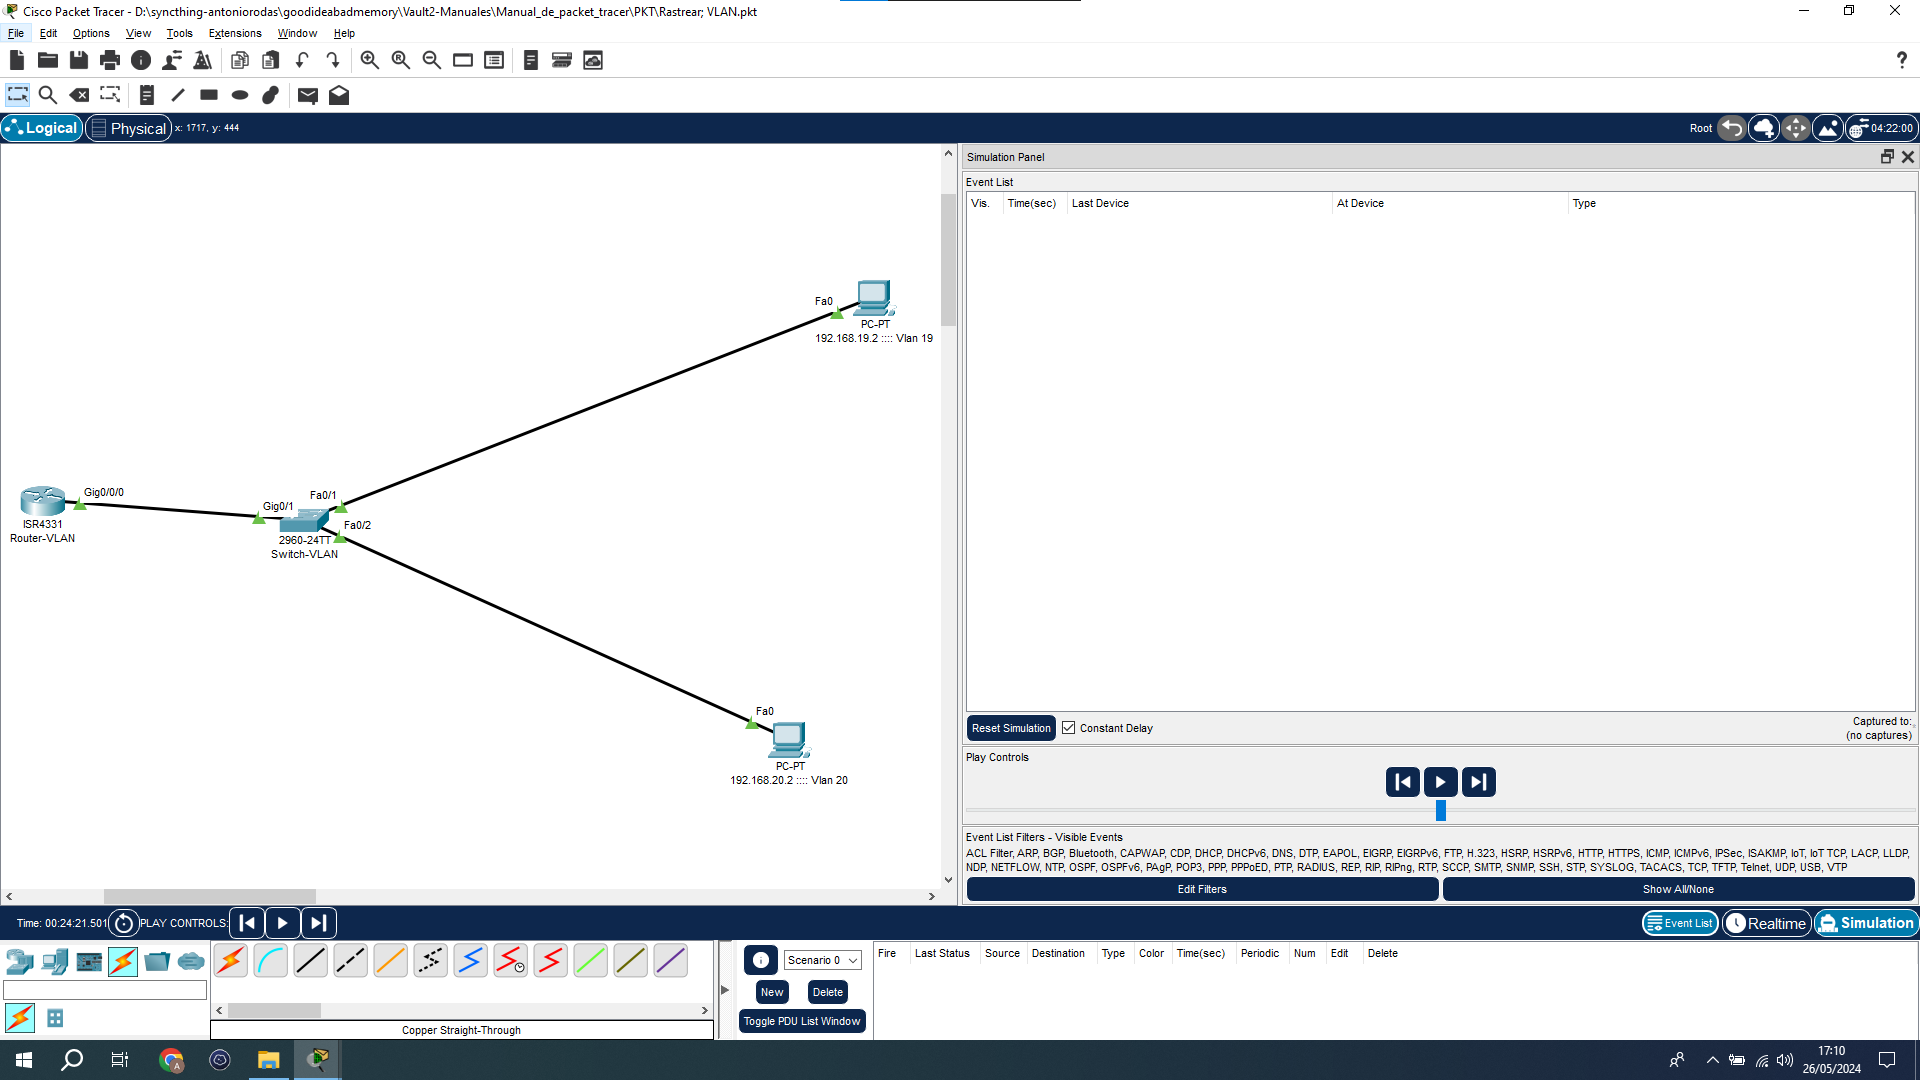 Cisco Packet Tracer - D:\syncthing-antoniorodas\goodideabadmemory\Vault2-Manuales\Manual_de_packet_tracer\PKT\Rastrear; VLAN.pkt
File Edit Options View Tools Extensions Window Help
Logical Physical x: 1717, y: 444 Root 04:22:00
Simulation Panel
Event List
Vis. Time(sec) Last Device At Device Type
Fa0
PC-PT
192.168.19.2 :::: Vlan 19
Gig0/0/0
ISR4331
Router-VLAN
Gig0/1
Fa0/1
Fa0/2
2960-24TT
Switch-VLAN
Fa0
PC-PT
192.168.20.2 :::: Vlan 20
Reset Simulation Constant Delay
Captured to:
(no captures)
Play Controls
Event List Filters - Visible Events
ACL Filter, ARP, BGP, Bluetooth, CAPWAP, CDP, DHCP, DHCPv6, DNS, DTP, EAPOL, EIGRP, EIGRPv6, FTP, H.323, HSRP, HSRPv6, HTTP, HTTPS, ICMP, ICMPv6, IPSec, ISAKMP, IoT, IoT TCP, LACP, LLDP,
NDP, NETFLOW, NTP, OSPF, OSPFv6, PAgP, POP3, PPP, PPPoED, PTP, RADIUS, REP, RIP, RIPng, RTP, SCCP, SMTP, SNMP, SSH, STP, SYSLOG, TACACS, TCP, TFTP, Telnet, UDP, USB, VTP
Edit Filters Show All/None
Time: 00:24:21.501 PLAY CONTROLS: Event List Realtime Simulation
Scenario 0
New Delete
Toggle PDU List Window
Fire Last Status Source Destination Type Color Time(sec) Periodic Num Edit Delete
Copper Straight-Through
17:10
26/05/2024